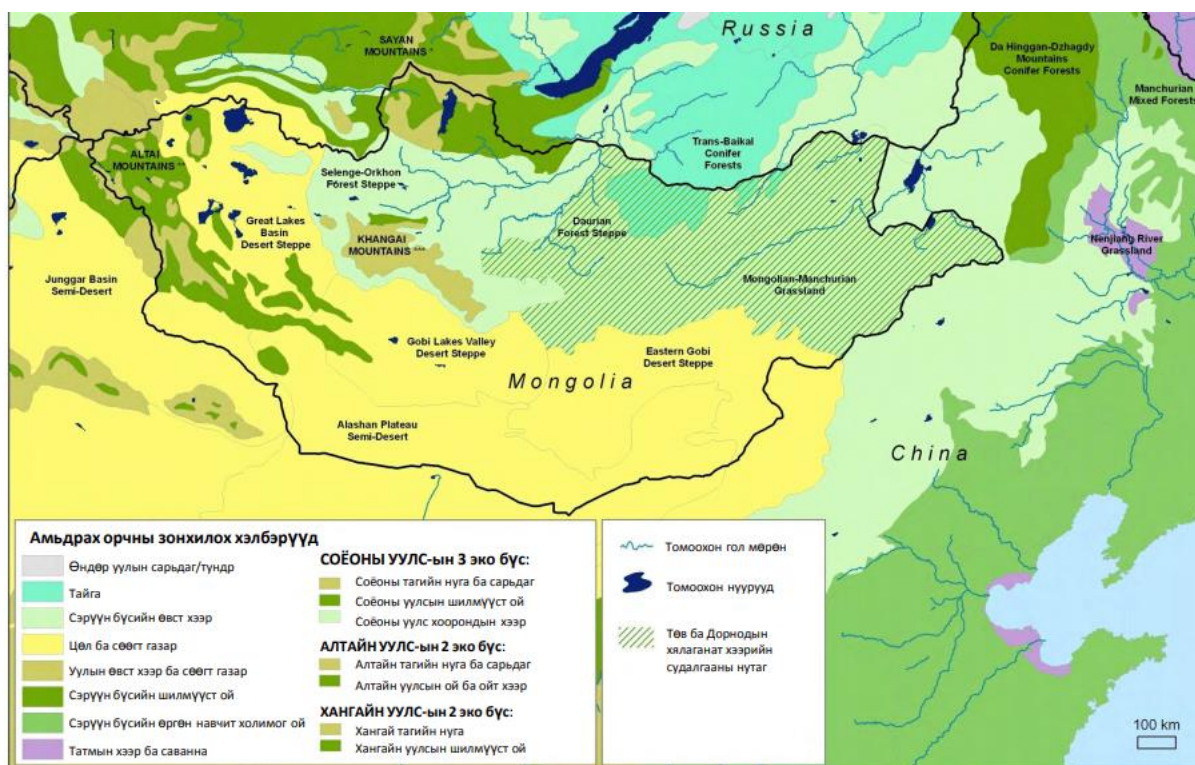 Russia
SAYAN
MOUNTAINS *
Da Hinggan-Dzhagdy
Mountains
Conifer Forests
Manchurian
Mixed Forests
ALTAI
MOUNTAINS **
Selenge-Orkhon
Forest Steppe
Trans-Baikal
Conifer
Forests
Great Lakes
Basin
Desert Steppe
KHANGAI
MOUNTAINS ***
Daurian
Forest Steppe
Nenjiang River
Grassland
Junggar Basin
Semi-Desert
Mongolian-Manchurian
Grassland
Gobi Lakes Valley
Desert Steppe
Eastern Gobi
Desert Steppe
Mongolia
Alashan Plateau
Semi-Desert
China
Амьдрах орчны зонхилох хэлбэрүүд
Өндөр уулын сарьдаг/тундр
Тайга
Сэрүүн бүсийн өвст хээр
Цөл ба сөөгт газар
Уулын өвст хээр ба сөөгт газар
Сэрүүн бүсийн шилмүүст ой
Сэрүүн бүсийн өргөн навчит холимог ой
Татмын хээр ба саванна
СОЁОНЫ УУЛС-ын 3 эко бүс:
Соёоны тагийн нуга ба сарьдаг
Соёоны уулсын шилмүүст ой
Соёоны уулс хоорондын хээр
АЛТАЙН УУЛС-ын 2 эко бүс:
Алтайн тагийн нуга ба сарьдаг
Алтайн уулсын ой ба ойт хээр
ХАНГАЙН УУЛС-ын 2 эко бүс:
Хангай тагийн нуга
Хангайн уулсын шилмүүст ой
Томоохон гол мөрөн
Томоохон нуурууд
Төв ба Дорнодын
хялаганат хээрийн
судалгааны нутаг
100 km